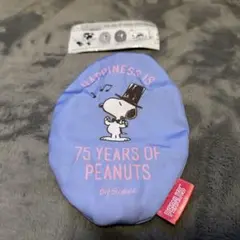 HAPPINESS IS
75 YEARS OF
PEANUTS
PEANUTS